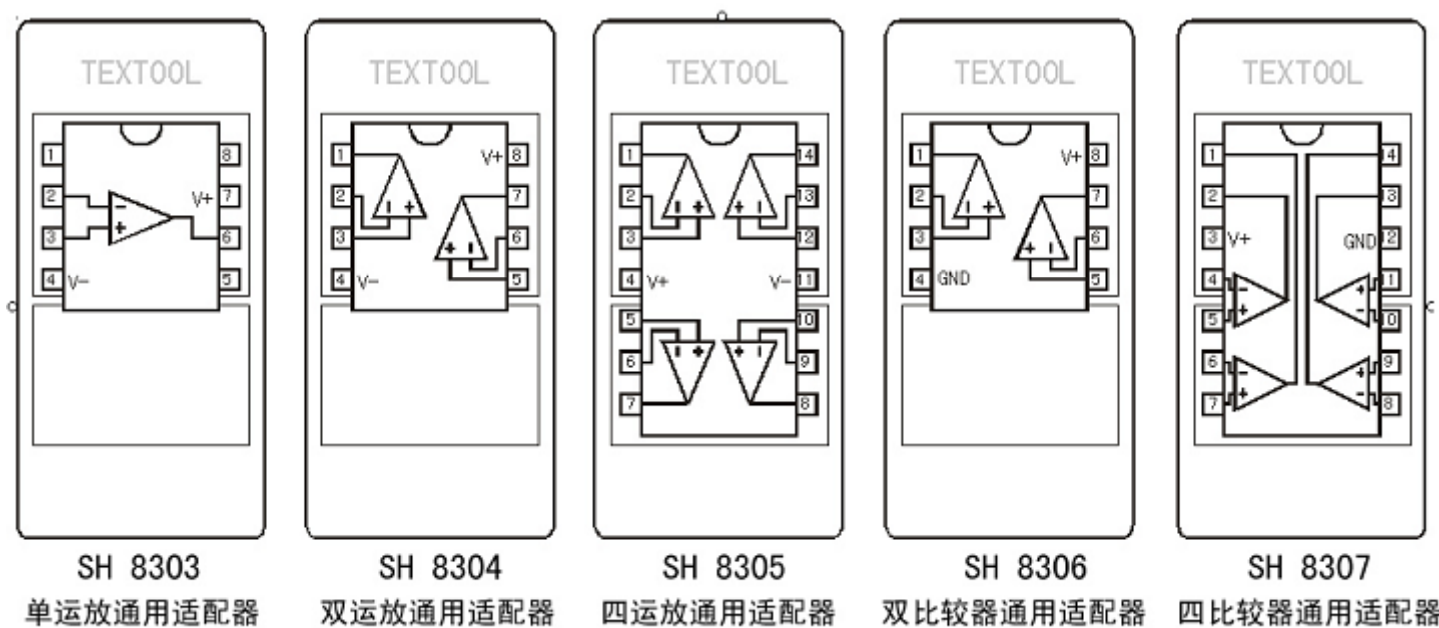 TEXTOOL
1
2
3
4 V-
8
V+ 7
6
5
-
+
SH 8303
单运放通用适配器
TEXTOOL
1
2
3
4 V-
V+ 8
7
6
5
- +
+ -
SH 8304
双运放通用适配器
TEXTOOL
1
2
3
4 V+
5
6
7
14
13
12
V- 11
10
9
8
- +
+ -
- +
+ -
SH 8305
四运放通用适配器
TEXTOOL
1
2
3
4 GND
V+ 8
7
6
5
- +
+ -
SH 8306
双比较器通用适配器
TEXTOOL
1
2
3 V+
4
5
6
7
14
13
GND 12
11
10
9
8
-
+
-
+
+
-
+
-
SH 8307
四比较器通用适配器